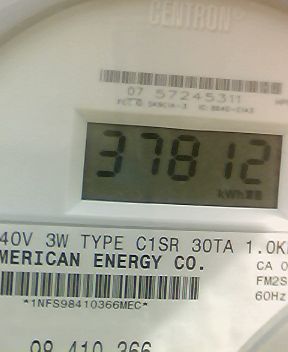 CENTRON®
07 57245311
37812
kWh
40V 3W TYPE C1SR 30TA 1.0K
MERICAN ENERGY CO.
CA 0
FM2S
60Hz
*1NFS98410366MEC*
98 410 366